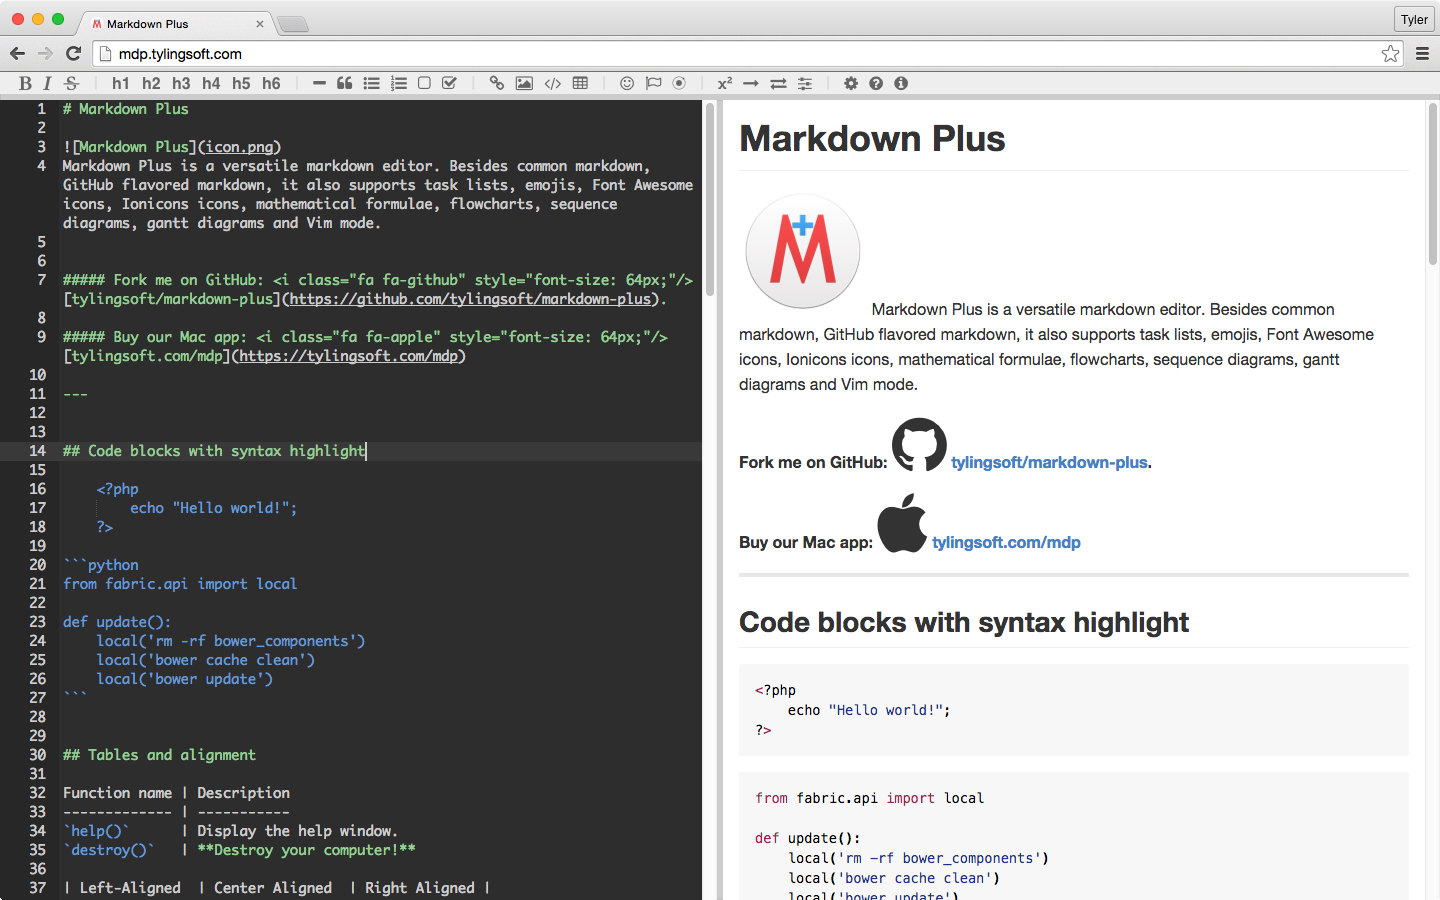 Markdown Plus
Tyler
mdp.tylingsoft.com
B I S h1 h2 h3 h4 h5 h6 x²
1 # Markdown Plus
2
3 ![Markdown Plus](icon.png)
4 Markdown Plus is a versatile markdown editor. Besides common markdown,
GitHub flavored markdown, it also supports task lists, emojis, Font Awesome
icons, Ionicons icons, mathematical formulae, flowcharts, sequence
diagrams, gantt diagrams and Vim mode.
5
6
7 ##### Fork me on GitHub: <i class="fa fa-github" style="font-size: 64px;"/>
[tylingsoft/markdown-plus](https://github.com/tylingsoft/markdown-plus).
8
9 ##### Buy our Mac app: <i class="fa fa-apple" style="font-size: 64px;"/>
[tylingsoft.com/mdp](https://tylingsoft.com/mdp)
10
11 ---
12
13
14 ## Code blocks with syntax highlight
15
16     <?php
17         echo "Hello world!";
18     ?>
19
20 ```python
21 from fabric.api import local
22
23 def update():
24     local('rm -rf bower_components')
25     local('bower cache clean')
26     local('bower update')
27 ```
28
29
30 ## Tables and alignment
31
32 Function name | Description
33 ------------- | -----------
34 `help()`      | Display the help window.
35 `destroy()`   | **Destroy your computer!**
36
37 | Left-Aligned  | Center Aligned  | Right Aligned |
Markdown Plus
M
Markdown Plus is a versatile markdown editor. Besides common
markdown, GitHub flavored markdown, it also supports task lists, emojis, Font Awesome
icons, Ionicons icons, mathematical formulae, flowcharts, sequence diagrams, gantt
diagrams and Vim mode.
Fork me on GitHub: tylingsoft/markdown-plus.
Buy our Mac app: tylingsoft.com/mdp
Code blocks with syntax highlight
<?php
    echo "Hello world!";
?>
from fabric.api import local
def update():
    local('rm -rf bower_components')
    local('bower cache clean')
    local('bower update')